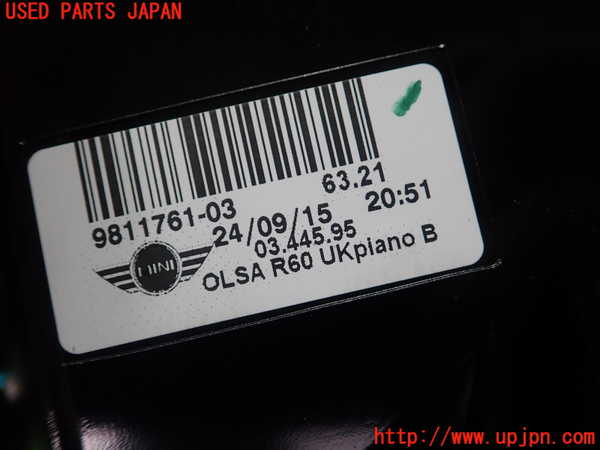 USED PARTS JAPAN
63.21
9811761-03
24/09/15 20:51
03.445.95
MINI
OLSA R60 UKpiano B
http://www.upjpn.com/